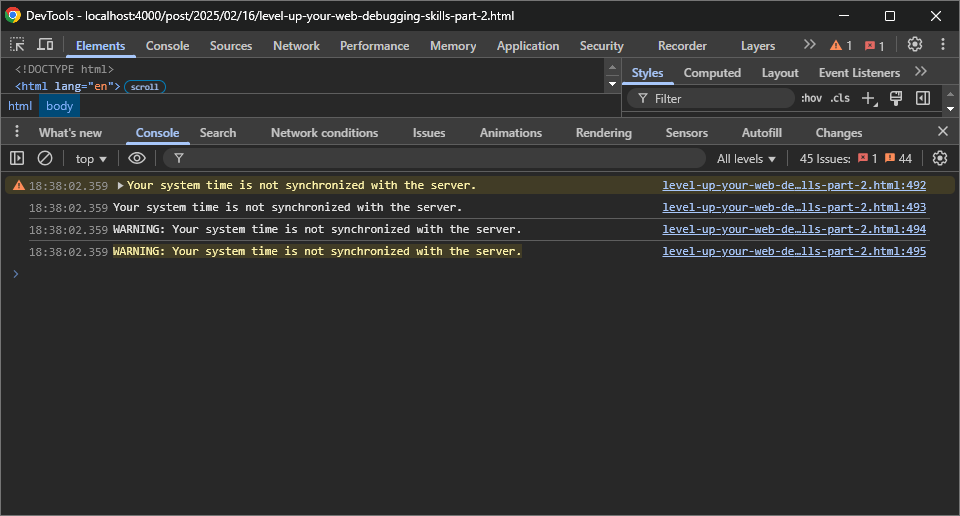 DevTools - localhost:4000/post/2025/02/16/level-up-your-web-debugging-skills-part-2.html
Elements Console Sources Network Performance Memory Application Security Recorder Layers 1 1
<!DOCTYPE html>
<html lang="en"> scroll
html body
Styles Computed Layout Event Listeners
Filter :hov .cls
What's new Console Search Network conditions Issues Animations Rendering Sensors Autofill Changes
top All levels 45 Issues: 1 44
18:38:02.359 Your system time is not synchronized with the server. level-up-your-web-de…lls-part-2.html:492
18:38:02.359 Your system time is not synchronized with the server. level-up-your-web-de…lls-part-2.html:493
18:38:02.359 WARNING: Your system time is not synchronized with the server. level-up-your-web-de…lls-part-2.html:494
18:38:02.359 WARNING: Your system time is not synchronized with the server. level-up-your-web-de…lls-part-2.html:495